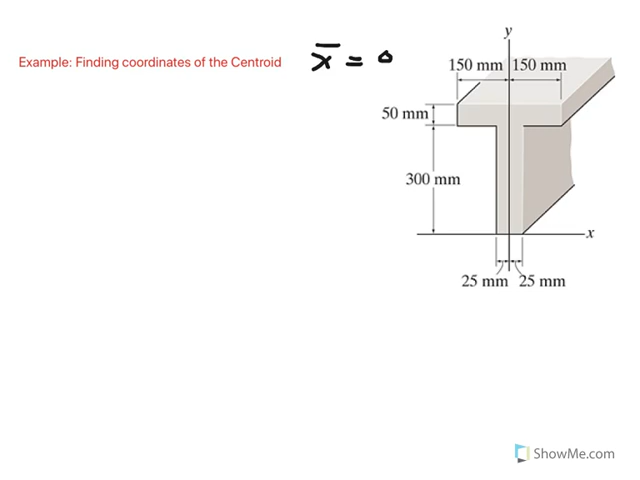 Example: Finding coordinates of the Centroid
x̄ = 0
y
150 mm 150 mm
50 mm
300 mm
x
25 mm 25 mm
ShowMe.com